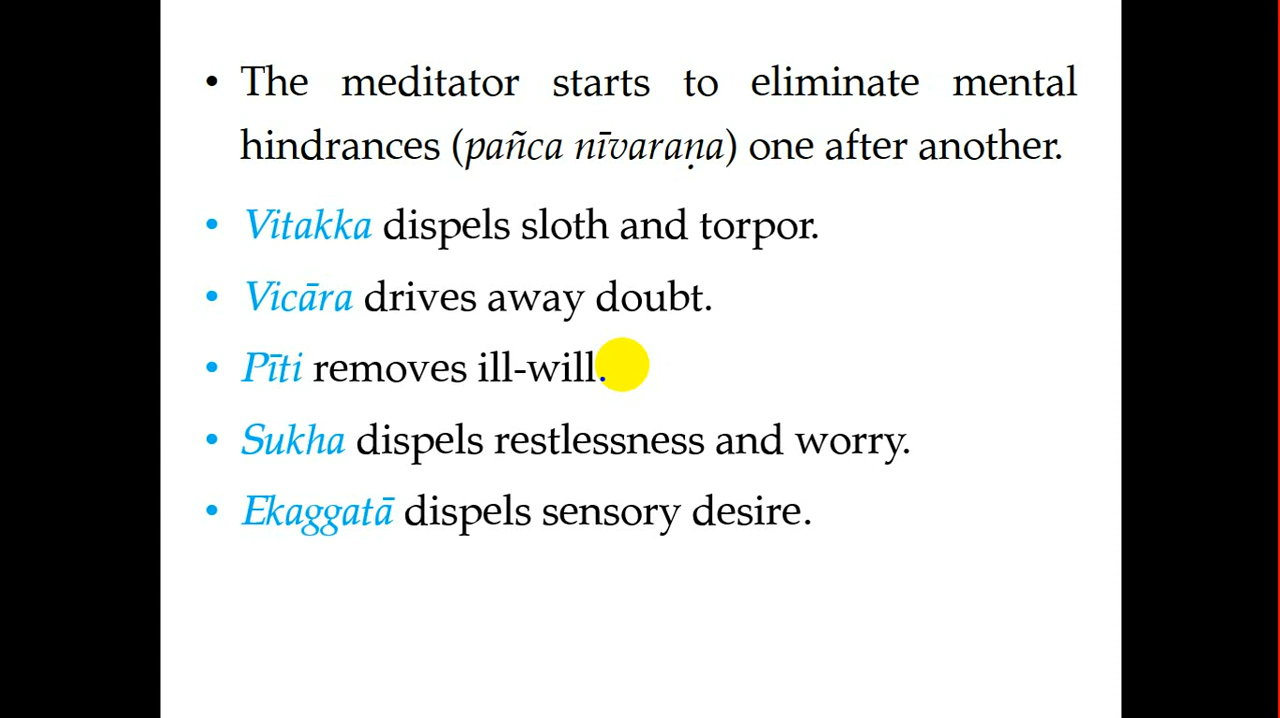 • The meditator starts to eliminate mental
hindrances (pañca nīvaraṇa) one after another.
• Vitakka dispels sloth and torpor.
• Vicāra drives away doubt.
• Pīti removes ill-will.
• Sukha dispels restlessness and worry.
• Ekaggatā dispels sensory desire.